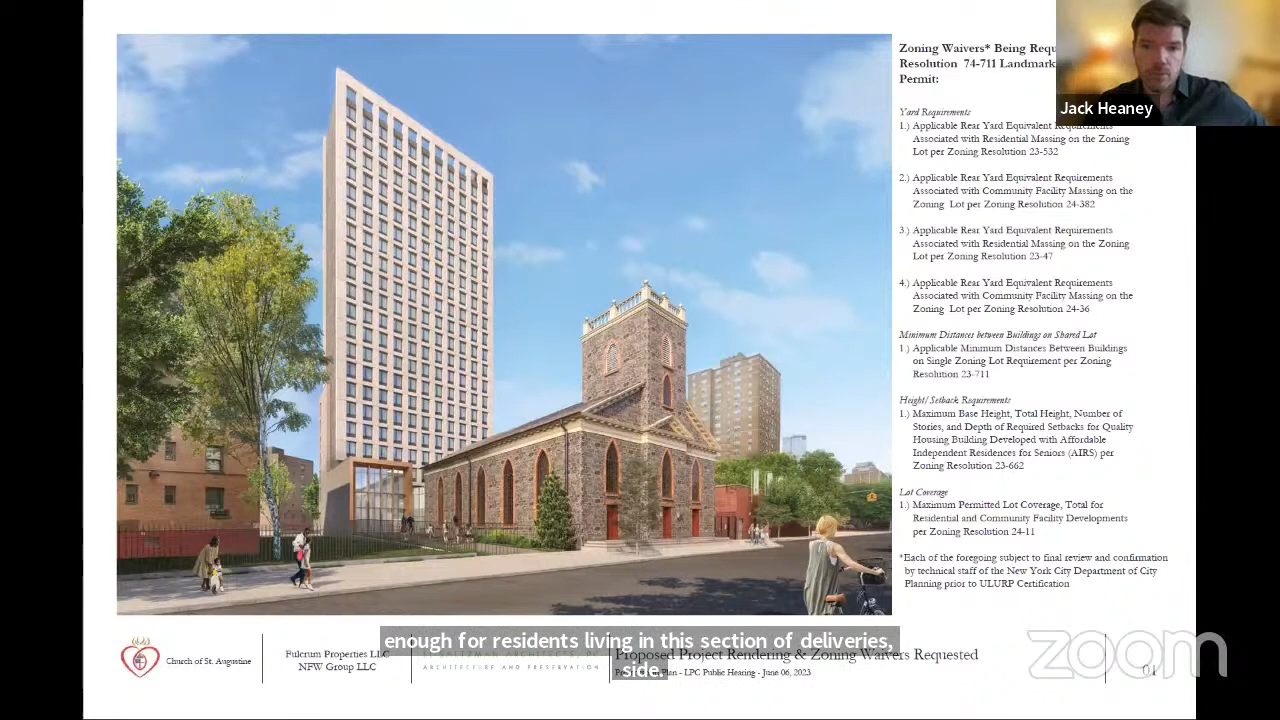 Zoning Waivers* Being Requ
Resolution 74-711 Landmark
Permit:
Jack Heaney
Yard Requirements
1.) Applicable Rear Yard Equivalent Requirements
Associated with Residential Massing on the Zoning
Lot per Zoning Resolution 23-532
2.) Applicable Rear Yard Equivalent Requirements
Associated with Community Facility Massing on the
Zoning Lot per Zoning Resolution 24-382
3.) Applicable Rear Yard Equivalent Requirements
Associated with Residential Massing on the Zoning
Lot per Zoning Resolution 23-47
4.) Applicable Rear Yard Equivalent Requirements
Associated with Community Facility Massing on the
Zoning Lot per Zoning Resolution 24-36
Minimum Distances between Buildings on Shared Lot
1.) Applicable Minimum Distances Between Buildings
on Single Zoning Lot Requirement per Zoning
Resolution 23-711
Height/Setback Requirements
1.) Maximum Base Height, Total Height, Number of
Stories, and Depth of Required Setbacks for Quality
Housing Building Developed with Affordable
Independent Residences for Seniors (AIRS) per
Zoning Resolution 23-662
Lot Coverage
1.) Maximum Permitted Lot Coverage, Total for
Residential and Community Facility Developments
per Zoning Resolution 24-11
*Each of the foregoing subject to final review and confirmation
by technical staff of the New York City Department of City
Planning prior to ULURP Certification
enough for residents living in this section of deliveries,
side.
Church of St. Augustine
Fulcrum Properties LLC
NFW Group LLC
ARCHITECTURE AND PRESERVATION
Proposed Project Rendering & Zoning Waivers Requested
Plan - LPC Public Hearing - June 06, 2023
01
zoom